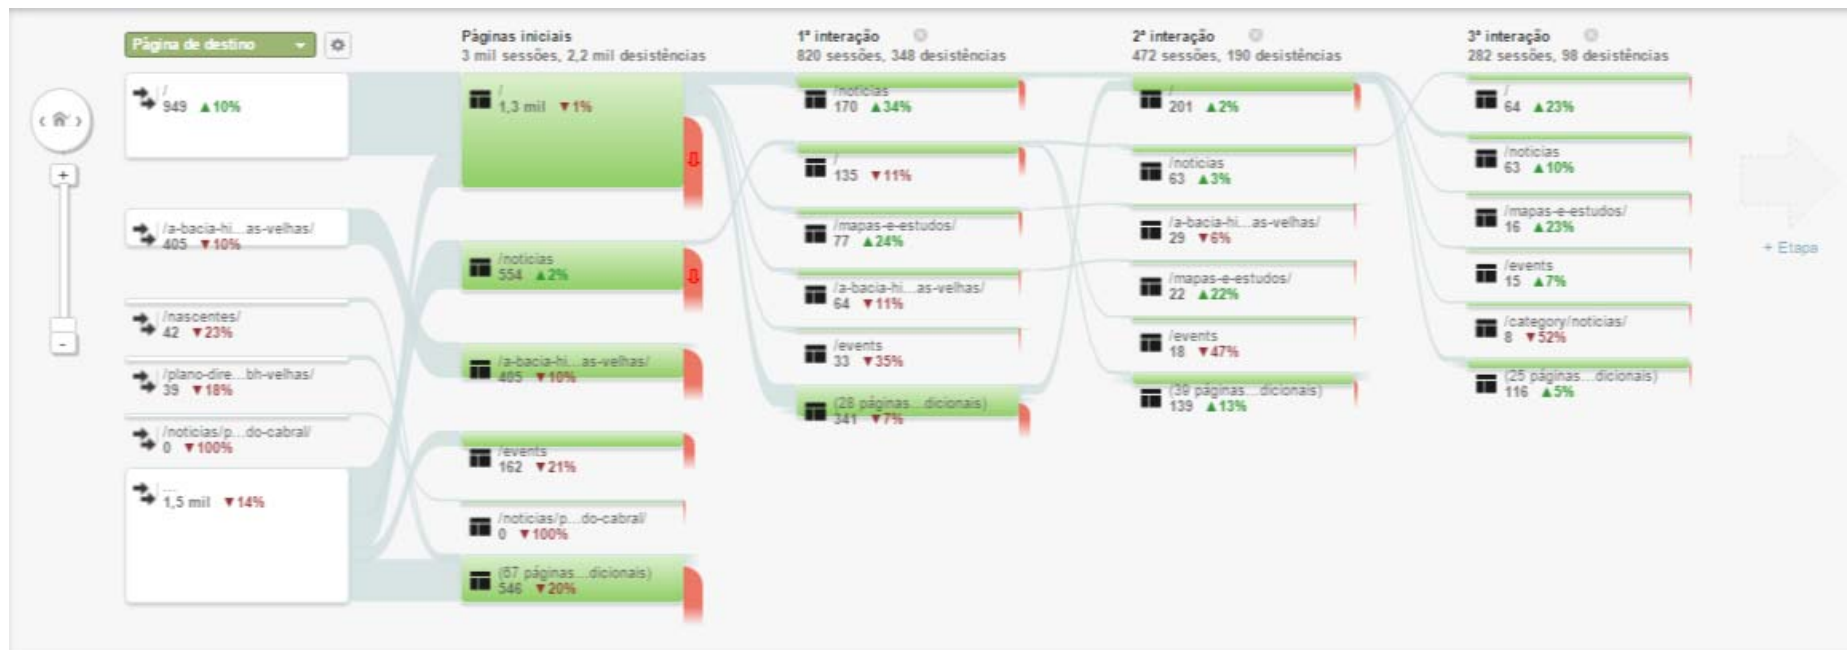 Página de destino
/
949 ▲10%
/a-bacia-hi...as-velhas/
405 ▼10%
/nascentes/
42 ▼23%
/plano-dire...bh-velhas/
39 ▼18%
/noticias/p...do-cabral/
0 ▼100%
...
1,5 mil ▼14%
+
-
Páginas iniciais
3 mil sessões, 2,2 mil desistências
/
1,3 mil ▼1%
/noticias
554 ▲2%
/a-bacia-hi...as-velhas/
405 ▼10%
/events
162 ▼21%
/noticias/p...do-cabral/
0 ▼100%
(67 páginas...dicionais)
546 ▼20%
1ª interação
820 sessões, 348 desistências
/noticias
170 ▲34%
/
135 ▼11%
/mapas-e-estudos/
77 ▲24%
/a-bacia-hi...as-velhas/
64 ▼11%
/events
33 ▼35%
(28 páginas...dicionais)
341 ▼7%
2ª interação
472 sessões, 190 desistências
/
201 ▲2%
/noticias
63 ▲3%
/a-bacia-hi...as-velhas/
29 ▼6%
/mapas-e-estudos/
22 ▲22%
/events
18 ▼47%
(39 páginas...dicionais)
139 ▲13%
3ª interação
282 sessões, 98 desistências
/
64 ▲23%
/noticias
63 ▲10%
/mapas-e-estudos/
16 ▲23%
/events
15 ▲7%
/category/noticias/
8 ▼52%
(25 páginas...dicionais)
116 ▲5%
+ Etapa